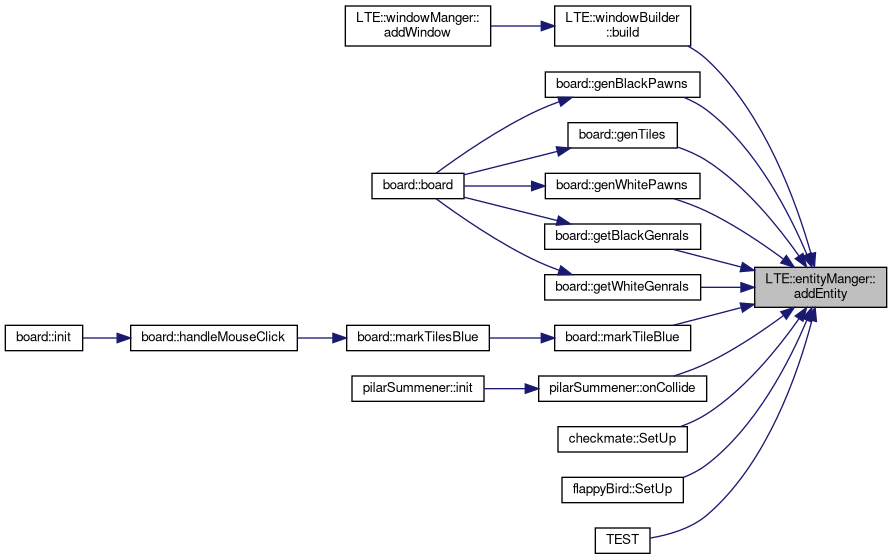 LTE::windowManger::
addWindow
LTE::windowBuilder
::build
board::genBlackPawns
board::genTiles
board::board
board::genWhitePawns
board::getBlackGenrals
LTE::entityManger::
addEntity
board::getWhiteGenrals
board::init
board::handleMouseClick
board::markTilesBlue
board::markTileBlue
pilarSummener::init
pilarSummener::onCollide
checkmate::SetUp
flappyBird::SetUp
TEST